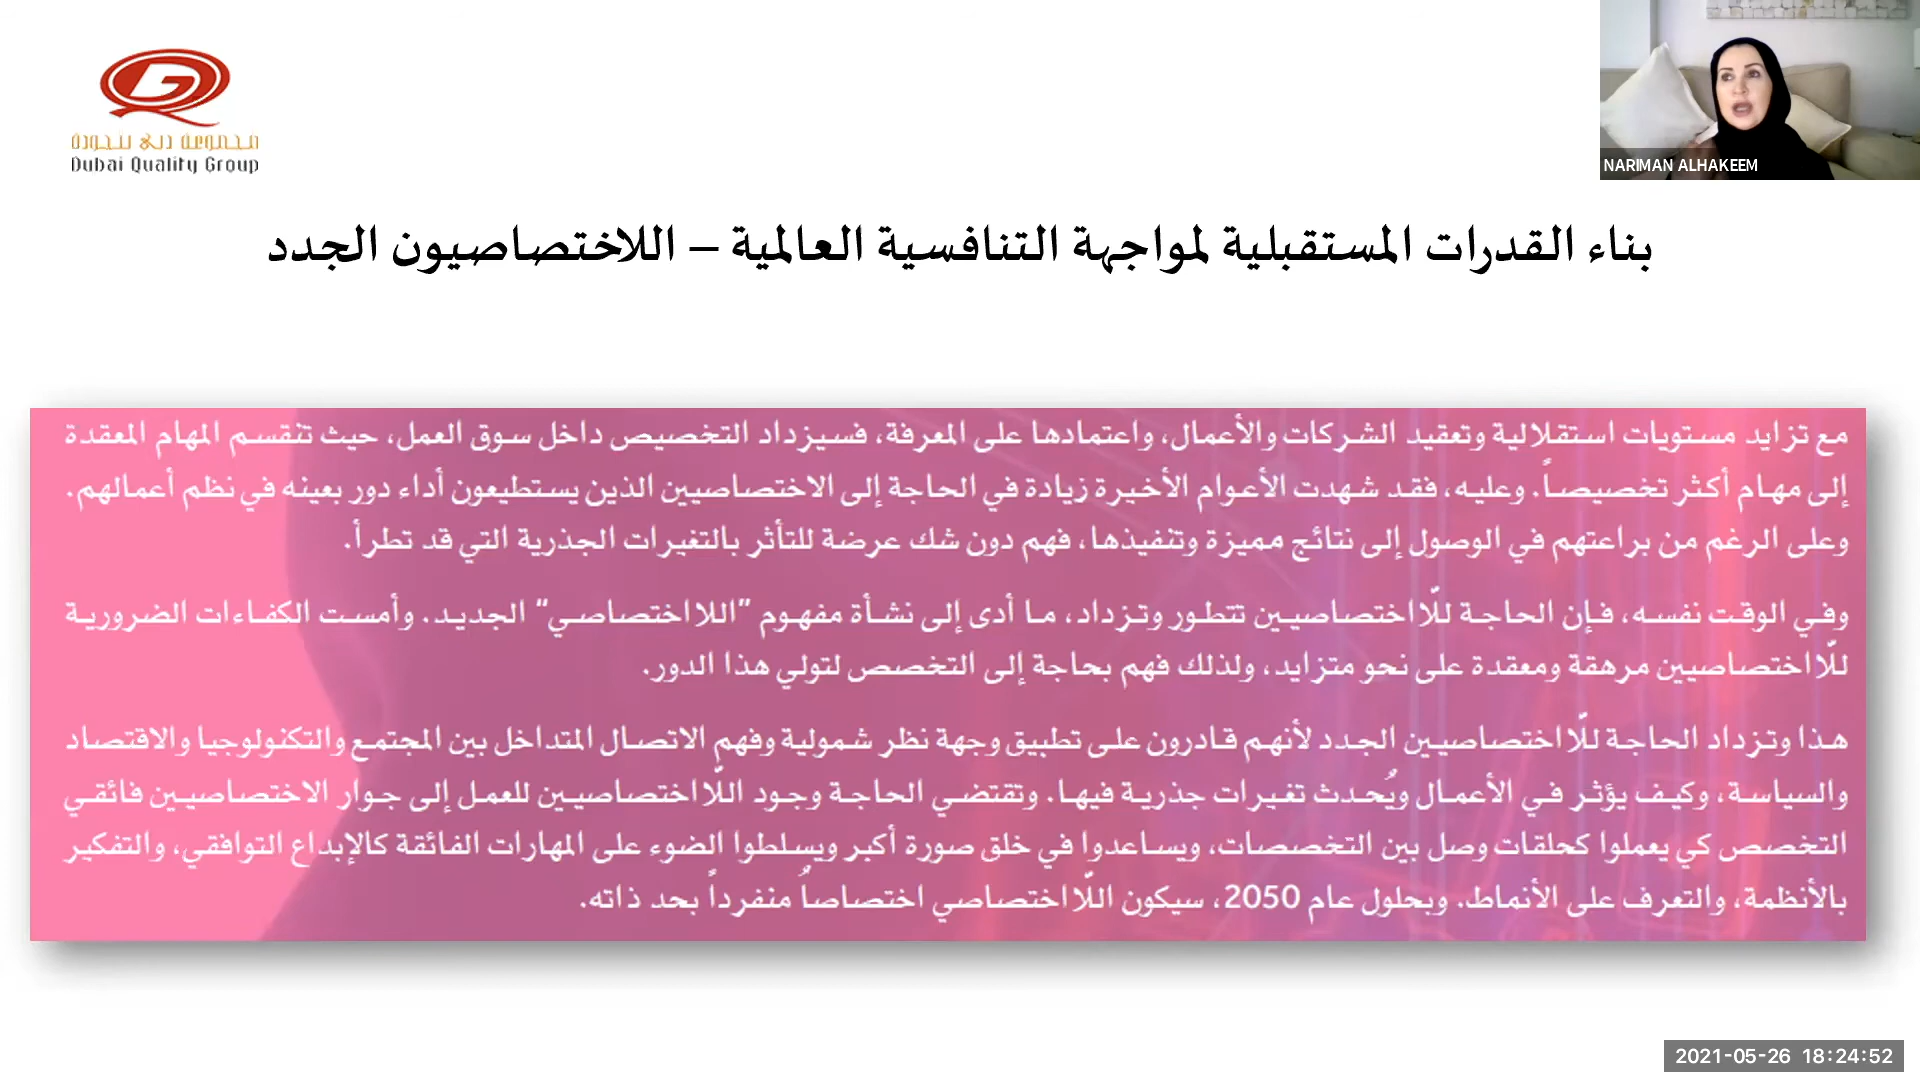 مجموعة دبي للجودة
Dubai Quality Group
NARIMAN ALHAKEEM
بناء القدرات المستقبلية لمواجهة التنافسية العالمية – اللاختصاصيون الجدد
مع تزايد مستويات استقلالية وتعقيد الشركات والأعمال، واعتمادها على المعرفة، فسيزداد التخصيص داخل سوق العمل، حيث تنقسم المهام المعقدة
إلى مهام أكثر تخصيصاً. وعليه، فقد شهدت الأعوام الأخيرة زيادة في الحاجة إلى الاختصاصيين الذين يستطيعون أداء دور بعينه في نظم أعمالهم.
وعلى الرغم من براعتهم في الوصول إلى نتائج مميزة وتنفيذها، فهم دون شك عرضة للتأثر بالتغيرات الجذرية التي قد تطرأ.
وفي الوقت نفسه، فإن الحاجة للّااختصاصيين تتطور وتزداد، ما أدى إلى نشأة مفهوم "اللااختصاصي" الجديد. وأمست الكفاءات الضرورية
للّااختصاصيين مرهقة ومعقدة على نحو متزايد، ولذلك فهم بحاجة إلى التخصص لتولي هذا الدور.
هذا وتزداد الحاجة للّااختصاصيين الجدد لأنهم قادرون على تطبيق وجهة نظر شمولية وفهم الاتصال المتداخل بين المجتمع والتكنولوجيا والاقتصاد
والسياسة، وكيف يؤثر في الأعمال ويُحدث تغيرات جذرية فيها. وتقتضي الحاجة وجود اللّااختصاصيين للعمل إلى جوار الاختصاصيين فائقي
التخصص كي يعملوا كحلقات وصل بين التخصصات، ويساعدوا في خلق صورة أكبر ويسلطوا الضوء على المهارات الفائقة كالإبداع التوافقي، والتفكير
بالأنظمة، والتعرف على الأنماط. وبحلول عام 2050، سيكون اللّااختصاصي اختصاصاً منفرداً بحد ذاته.
2021-05-26 18:24:52